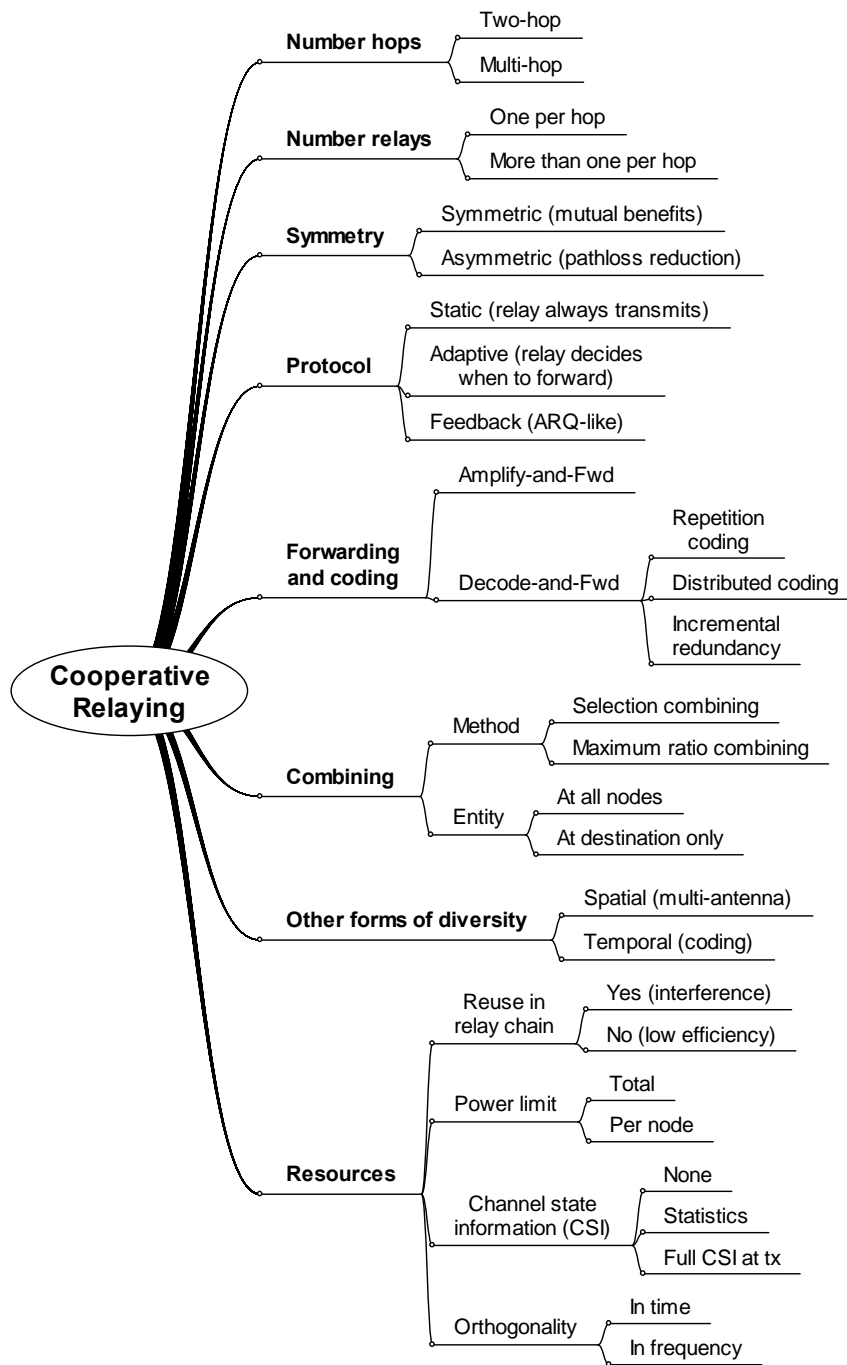 Two-hop
Number hops
Multi-hop
One per hop
Number relays
More than one per hop
Symmetric (mutual benefits)
Symmetry
Asymmetric (pathloss reduction)
Static (relay always transmits)
Protocol
Adaptive (relay decides
when to forward)
Feedback (ARQ-like)
Amplify-and-Fwd
Forwarding
and coding
Decode-and-Fwd
Repetition
coding
Distributed coding
Incremental
redundancy
Cooperative
Relaying
Combining
Method
Selection combining
Maximum ratio combining
Entity
At all nodes
At destination only
Other forms of diversity
Spatial (multi-antenna)
Temporal (coding)
Resources
Reuse in
relay chain
Yes (interference)
No (low efficiency)
Power limit
Total
Per node
Channel state
information (CSI)
None
Statistics
Full CSI at tx
Orthogonality
In time
In frequency